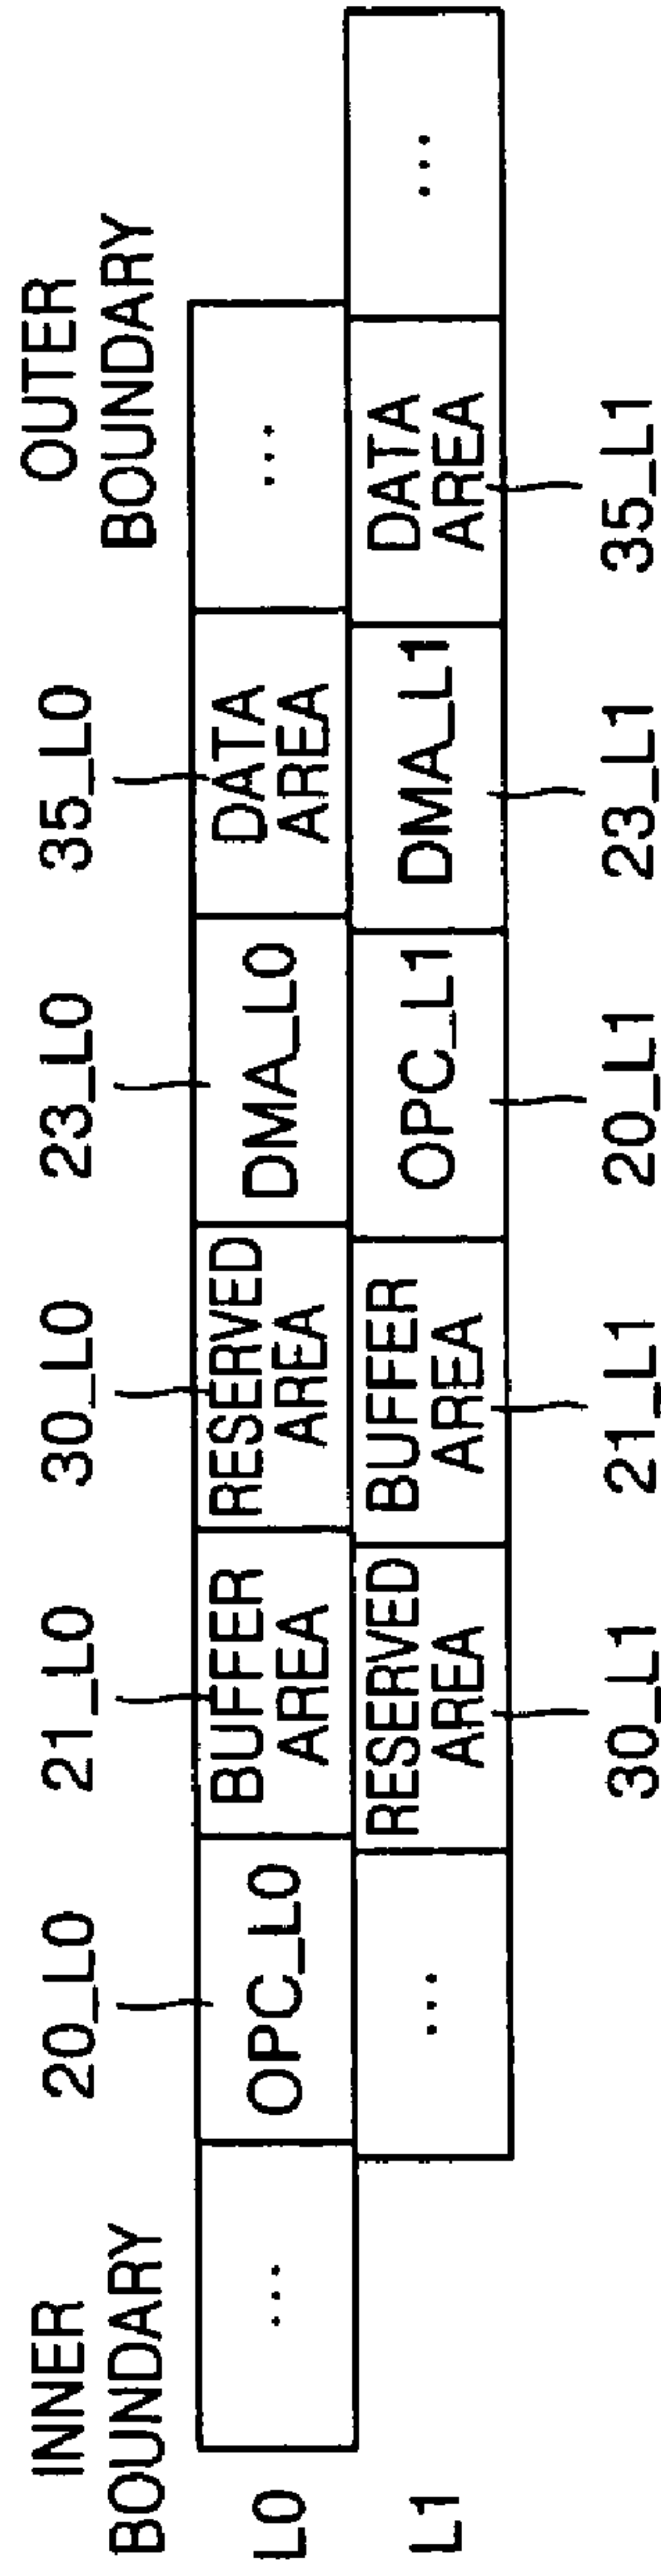 INNER
BOUNDARY
OUTER
BOUNDARY
20_L0
21_L0
30_L0
23_L0
35_L0
L0
...
OPC_L0
BUFFER
AREA
RESERVED
AREA
DMA_L0
DATA
AREA
...
L1
...
RESERVED
AREA
BUFFER
AREA
OPC_L1
DMA_L1
DATA
AREA
...
30_L1
21_L1
20_L1
23_L1
35_L1